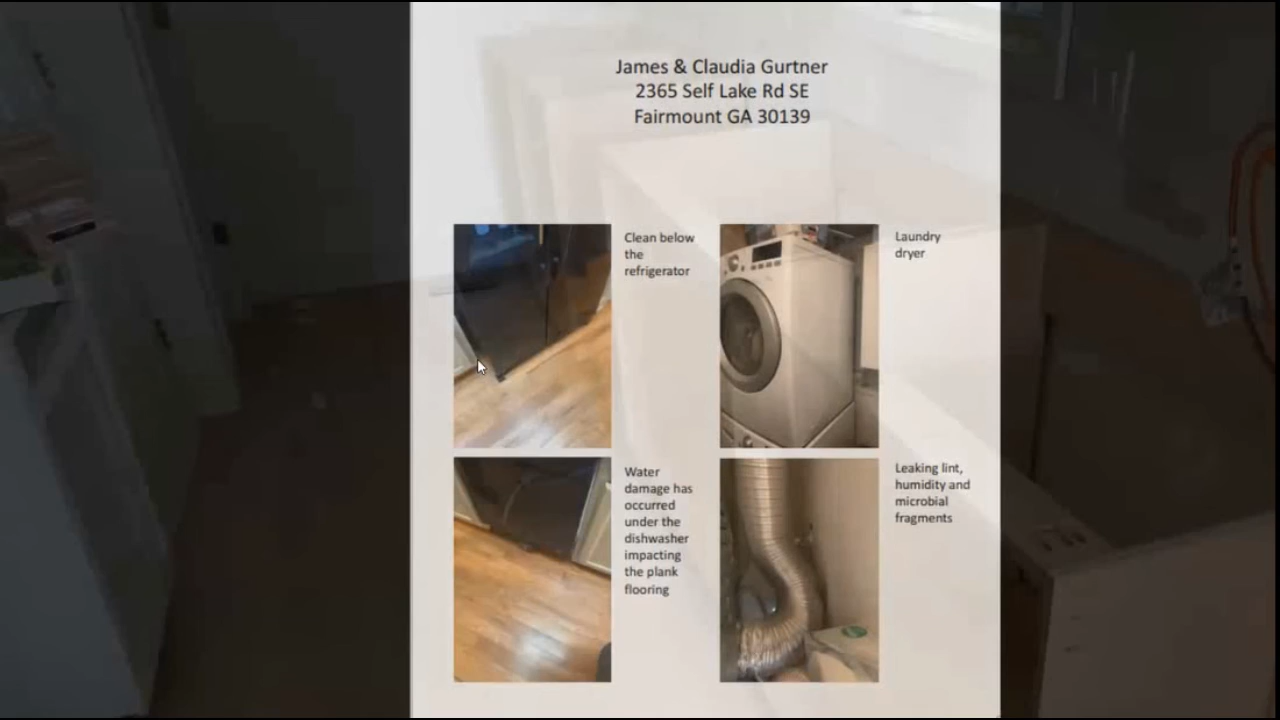 James & Claudia Gurtner
2365 Self Lake Rd SE
Fairmount GA 30139
Clean below
the
refrigerator
Laundry
dryer
Water
damage has
occurred
under the
dishwasher
impacting
the plank
flooring
Leaking lint,
humidity and
microbial
fragments